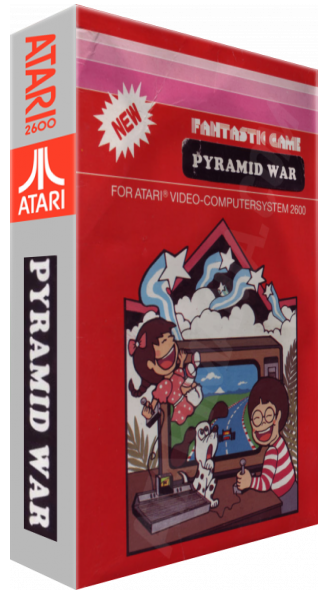 ATARI
2600
ATARI
PYRAMID WAR
NEW
FANTASTIC GAME
PYRAMID WAR
FOR ATARI® VIDEO-COMPUTERSYSTEM 2600